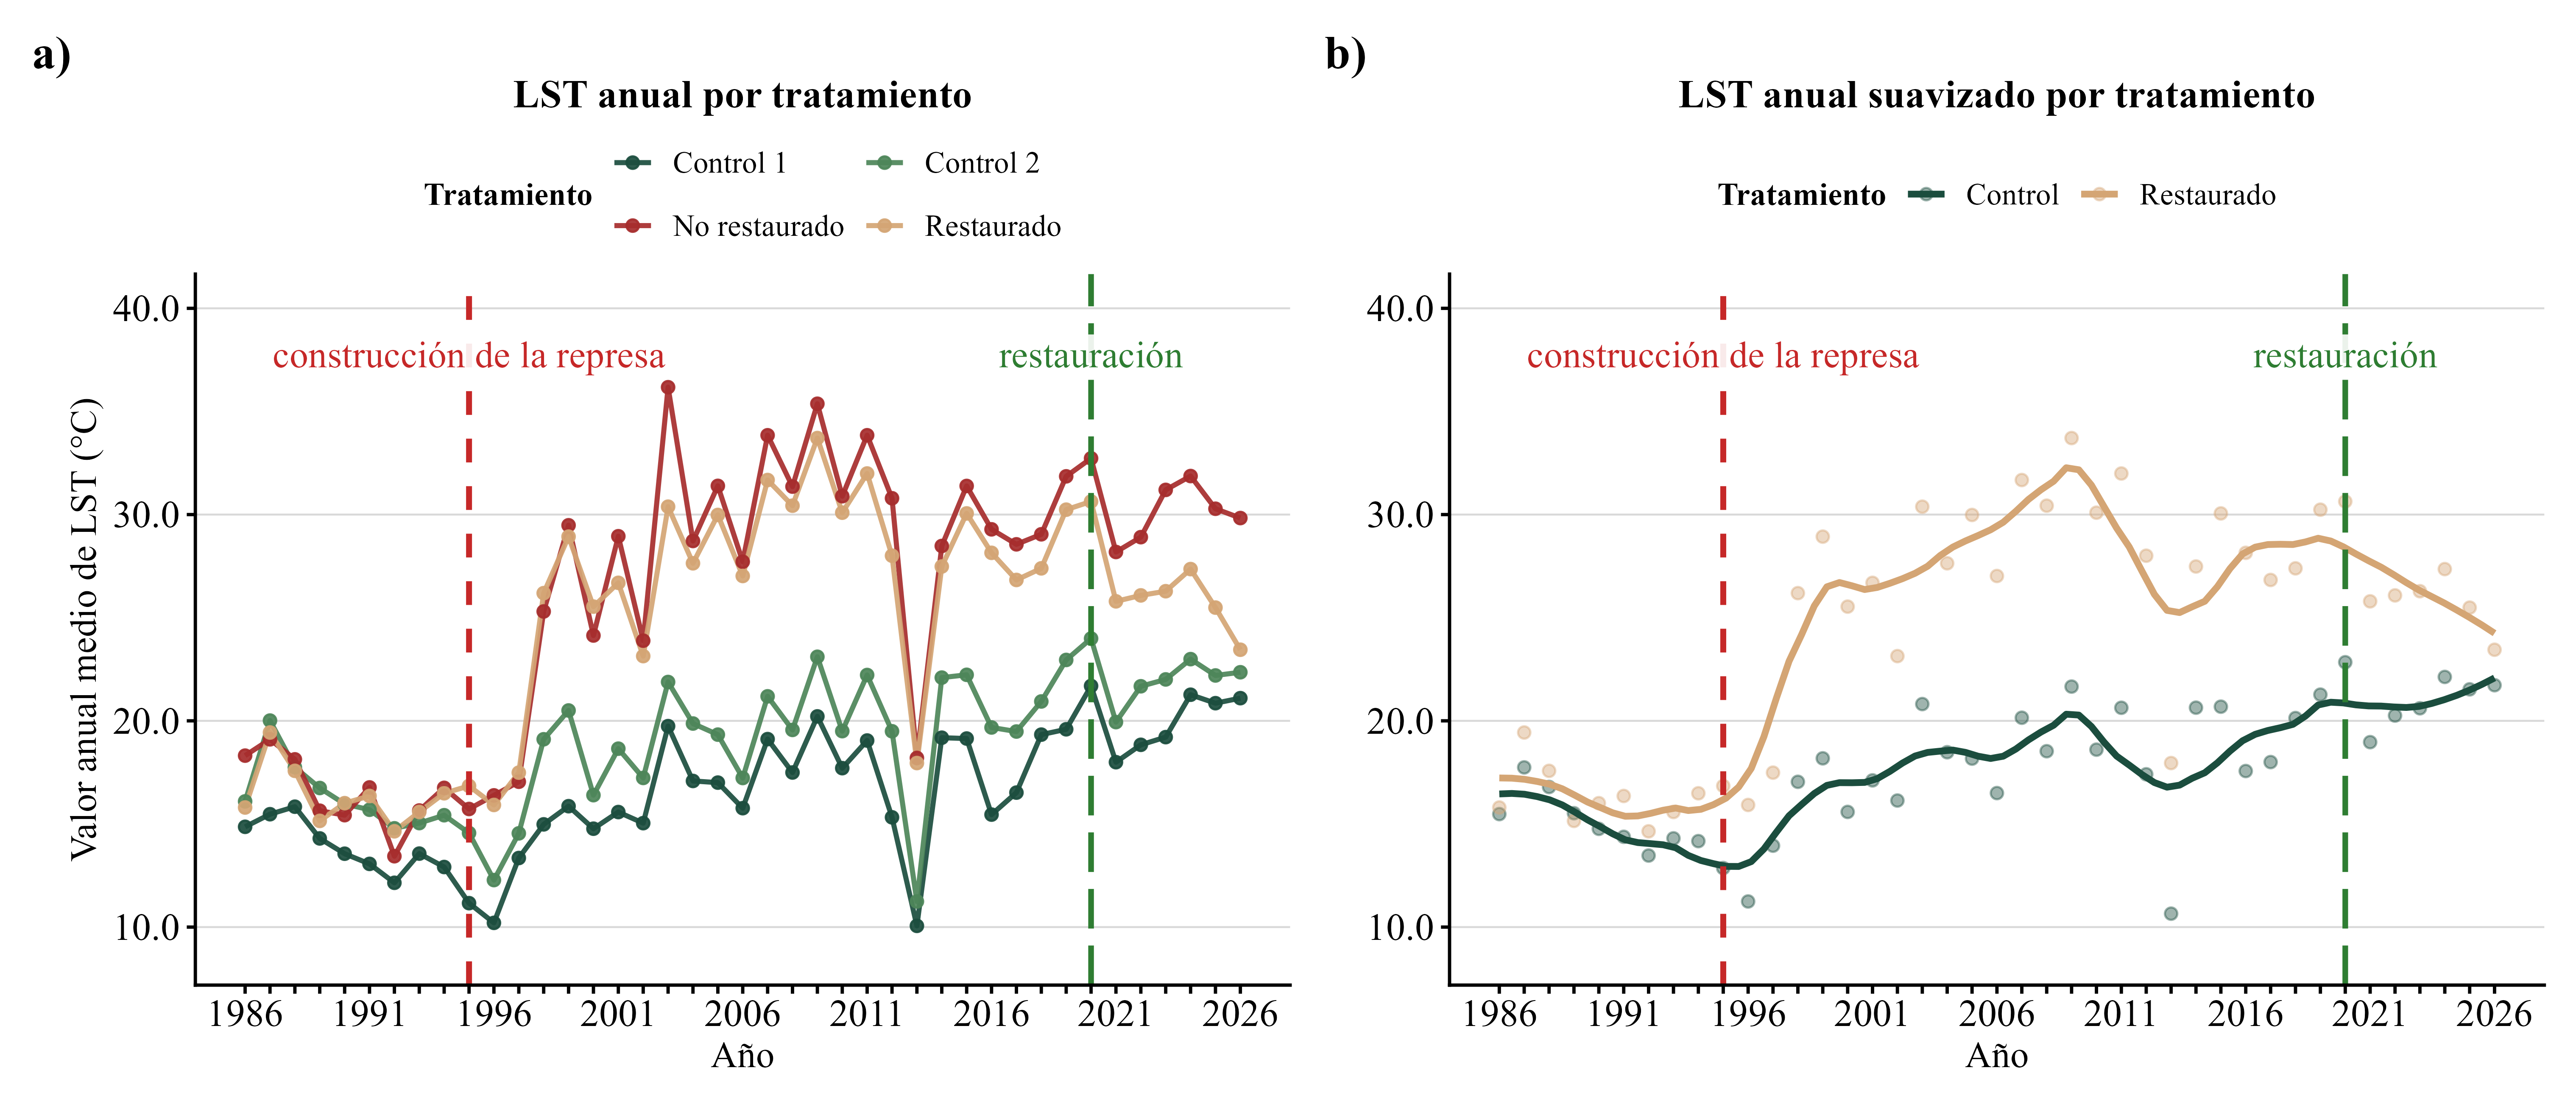 a)
LST anual por tratamiento
Tratamiento
Control 1
Control 2
No restaurado
Restaurado
40.0
30.0
20.0
10.0
Valor anual medio de LST (°C)
construcción de la represa
restauración
1986 1991 1996 2001 2006 2011 2016 2021 2026
Año
b)
LST anual suavizado por tratamiento
Tratamiento
Control
Restaurado
40.0
30.0
20.0
10.0
construcción de la represa
restauración
1986 1991 1996 2001 2006 2011 2016 2021 2026
Año